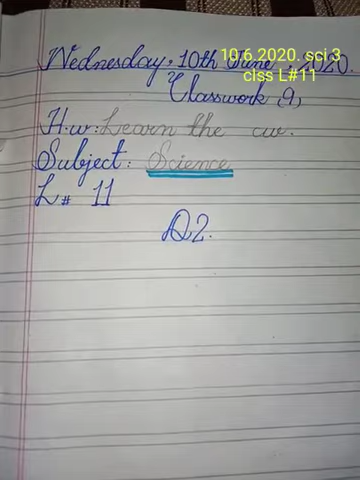 Wednesday, 10th June, 2020.
10.6.2020. sci 3
clss L#11
Classwork 9)
H.w: Learn the cw.
Subject: Science
L# 11
Q2.